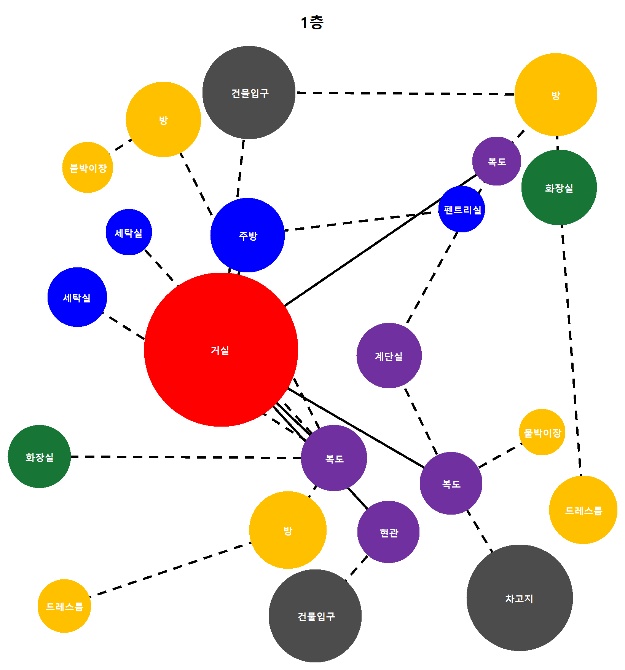 1층
건물입구
방
방
복도
붙박이장
화장실
팬트리실
세탁실
주방
세탁실
거실
계단실
붙박이장
화장실
복도
복도
드레스룸
방
현관
차고지
드레스룸
건물입구